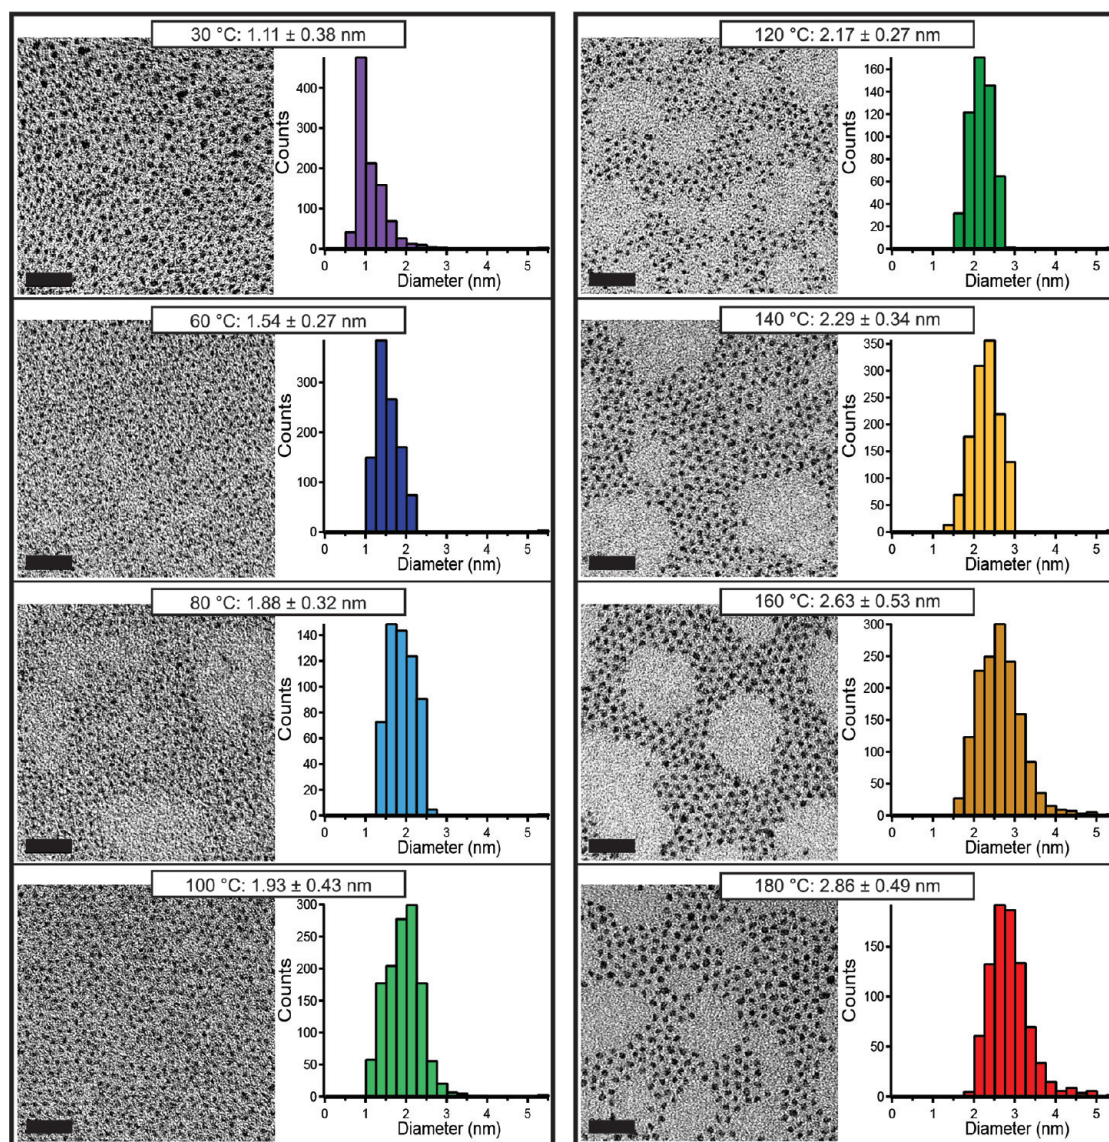 30 °C: 1.11 ± 0.38 nm
Counts
400
300
200
100
0
0 1 2 3 4 5
Diameter (nm)
60 °C: 1.54 ± 0.27 nm
Counts
300
200
100
0
0 1 2 3 4 5
Diameter (nm)
80 °C: 1.88 ± 0.32 nm
Counts
140
120
100
80
60
40
20
0
0 1 2 3 4 5
Diameter (nm)
100 °C: 1.93 ± 0.43 nm
Counts
300
250
200
150
100
50
0
0 1 2 3 4 5
Diameter (nm)
120 °C: 2.17 ± 0.27 nm
Counts
160
140
120
100
80
60
40
20
0
0 1 2 3 4 5
Diameter (nm)
140 °C: 2.29 ± 0.34 nm
Counts
350
300
250
200
150
100
50
0
0 1 2 3 4 5
Diameter (nm)
160 °C: 2.63 ± 0.53 nm
Counts
300
250
200
150
100
50
0
0 1 2 3 4 5
Diameter (nm)
180 °C: 2.86 ± 0.49 nm
Counts
150
100
50
0
0 1 2 3 4 5
Diameter (nm)